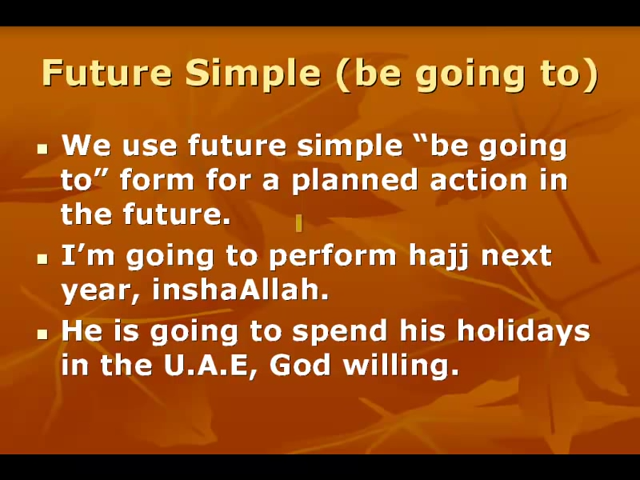 Future Simple (be going to)
We use future simple “be going
to” form for a planned action in
the future.
I’m going to perform hajj next
year, inshaAllah.
He is going to spend his holidays
in the U.A.E, God willing.